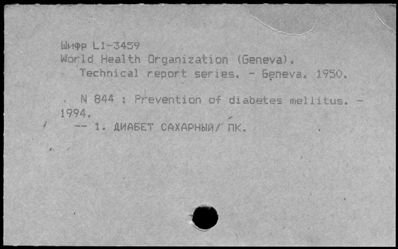 Шифр L1-3459
World Health Organization (Geneva).
Technical report series. - Geneva. 1950.
N 844 : Prevention of diabetes mellitus. -
1994.
-- 1. ДИАБЕТ САХАРНЫЙ/ ПК.